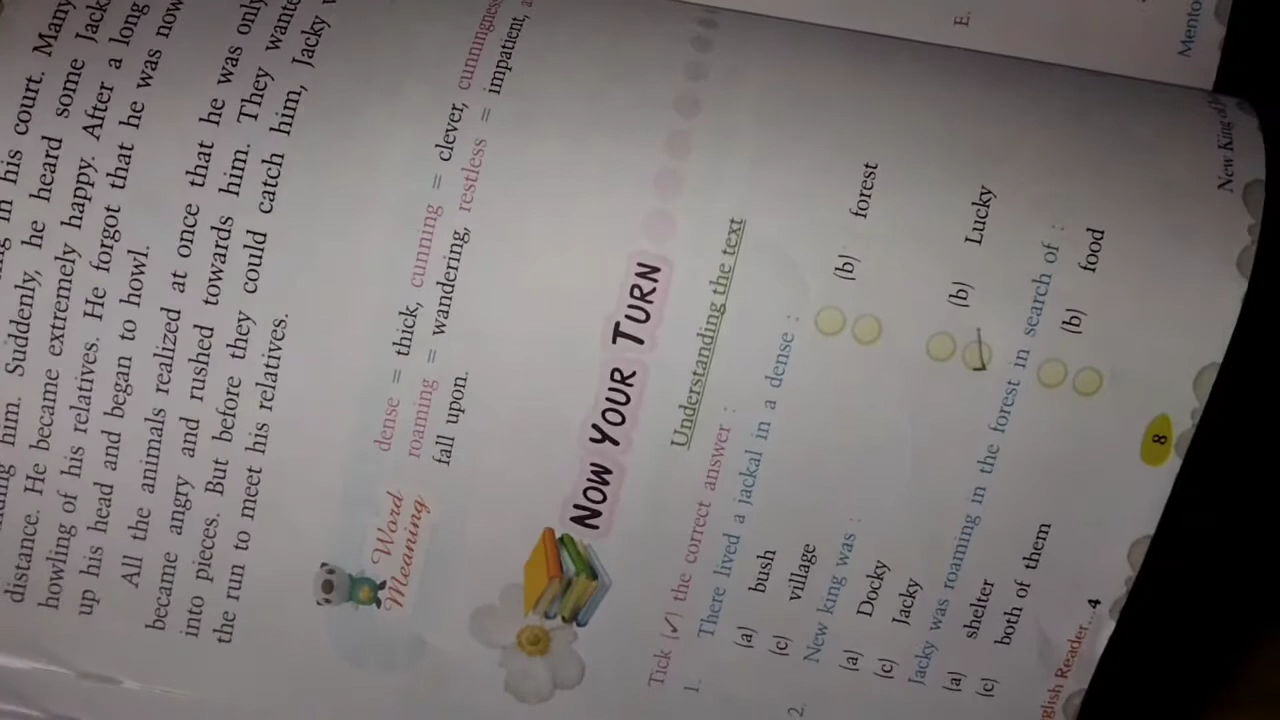 him. Suddenly, he heard some Jack
in his court. Many
distance. He became extremely happy. After a long
howling of his relatives. He forgot that he was now
up his head and began to howl.
All the animals realized at once that he was only
became angry and rushed towards him. They wante
into pieces. But before they could catch him, Jacky
the run to meet his relatives.
Word Meaning
dense = thick, cunning = clever, cunningness
roaming = wandering, restless = impatient,
fall upon.
NOW YOUR TURN
Understanding the text
Tick (✓) the correct answer :
1. There lived a jackal in a dense :
(a) bush
(b) forest
(c) village
2. New king was :
(a) Docky
(b) Lucky
(c) Jacky
Jacky was roaming in the forest in search of :
(a) shelter
(b) food
(c) both of them
glish Reader...4
8
New King of
E.
Mento